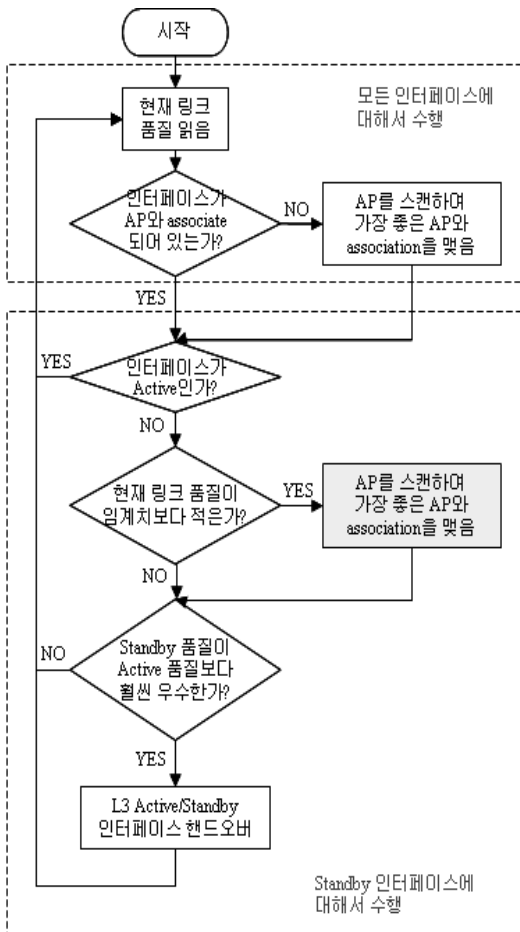 시작
모든 인터페이스에
대해서 수행
현재 링크
품질 읽음
인터페이스가
AP와 associate
되어 있는가?
NO
AP를 스캔하여
가장 좋은 AP와
association을 맺음
YES
YES
인터페이스가
Active인가?
NO
현재 링크 품질이
임계치보다 적은가?
YES
AP를 스캔하여
가장 좋은 AP와
association을 맺음
NO
NO
Standby 품질이
Active 품질보다
훨씬 우수한가?
YES
L3 Active/Standby
인터페이스 핸드오버
Standby 인터페이스에
대해서 수행